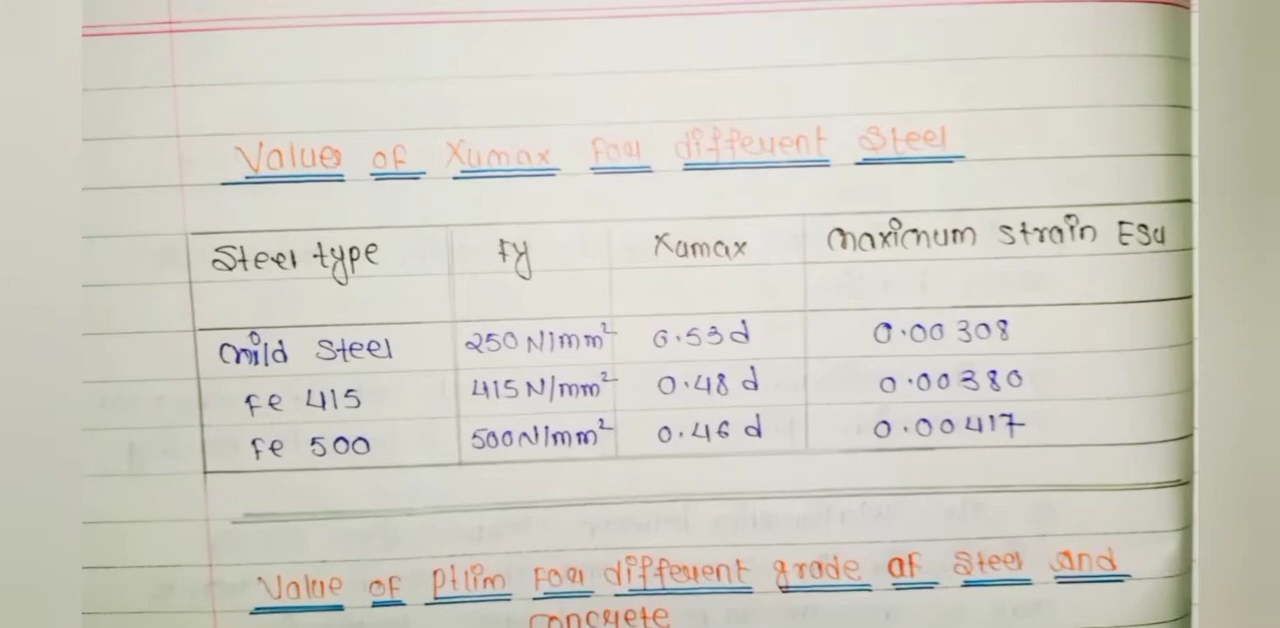 Values of Xumax For different Steel
Steel type fy Xumax maximum strain Esu
mild steel 250 N/mm² 0.53 d 0.00308
fe 415 415 N/mm² 0.48 d 0.00380
fe 500 500 N/mm² 0.46 d 0.00417
Value of Ptlim For different grade of Steel and
concrete